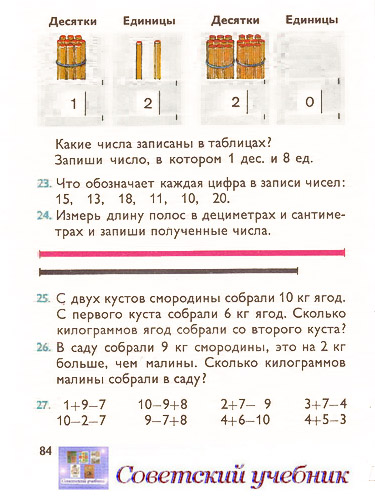 Десятки Единицы Десятки Единицы
1 2 2 0
Какие числа записаны в таблицах?
Запиши число, в котором 1 дес. и 8 ед.
23. Что обозначает каждая цифра в записи чисел:
15, 13, 18, 11, 10, 20.
24. Измерь длину полос в дециметрах и сантиме-
трах и запиши полученные числа.
25. С двух кустов смородины собрали 10 кг ягод.
С первого куста собрали 6 кг ягод. Сколько
килограммов ягод собрали со второго куста?
26. В саду собрали 9 кг смородины, это на 2 кг
больше, чем малины. Сколько килограммов
малины собрали в саду?
27. 1+9−7 10−9+8 2+7− 9 3+7−4
10−2−7 9−7+8 4+6−10 4+5−3
84
Советский учебник